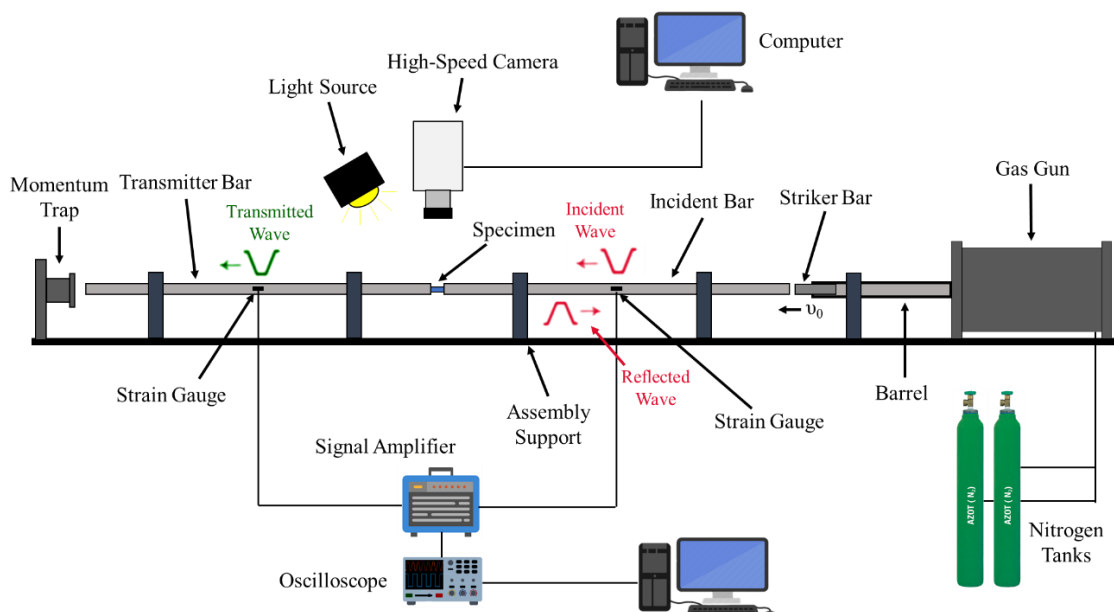 Computer
High-Speed Camera
Light Source
Gas Gun
Momentum
Trap
Transmitter Bar
Transmitted
Wave
Incident
Wave
Incident Bar
Striker Bar
Specimen
υ₀
Strain Gauge
Assembly
Support
Reflected
Wave
Strain Gauge
Barrel
Signal Amplifier
AZOT ( N₂)
AZOT ( N₂)
Nitrogen
Tanks
Oscilloscope